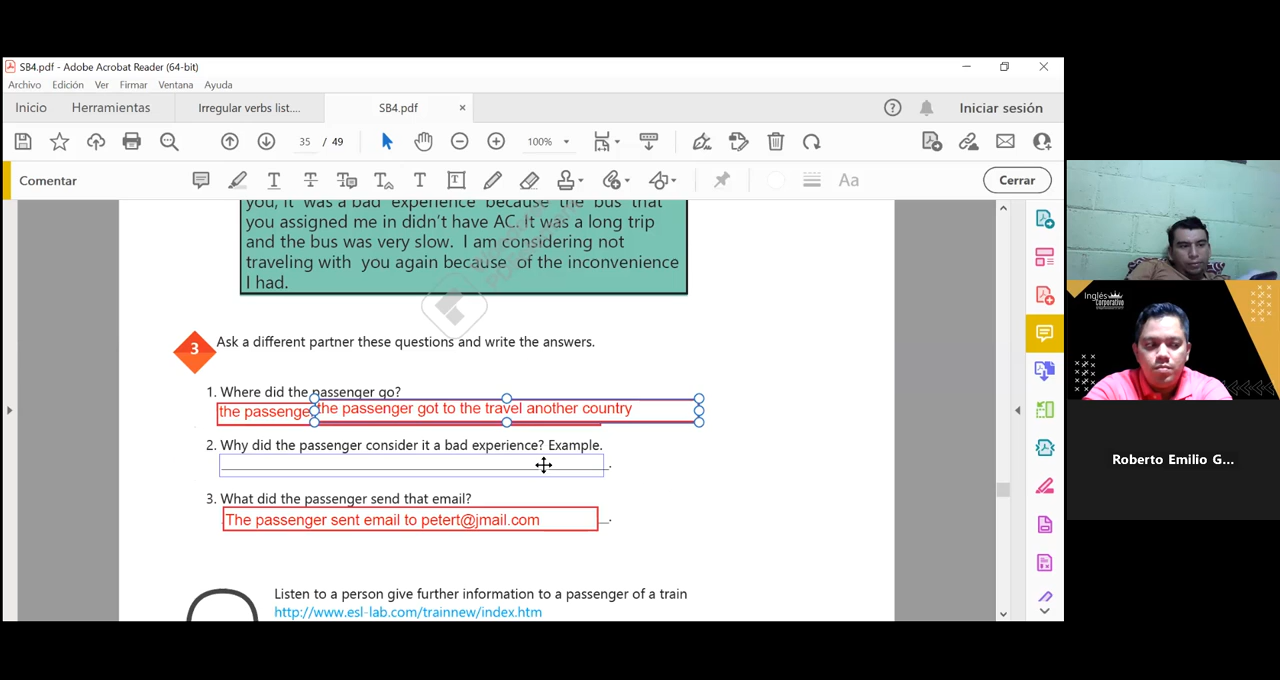 SB4.pdf - Adobe Acrobat Reader (64-bit)
Archivo Edición Ver Firmar Ventana Ayuda
Inicio Herramientas Irregular verbs list.... SB4.pdf × Iniciar sesión
35 / 49 100%
Comentar Cerrar
you, it was a bad experience because the bus that
you assigned me in didn't have AC. It was a long trip
and the bus was very slow. I am considering not
traveling with you again because of the inconvenience
I had.
3 Ask a different partner these questions and write the answers.
1. Where did the passenger go?
the passenge the passenger got to the travel another country
2. Why did the passenger consider it a bad experience? Example.
3. What did the passenger send that email?
The passenger sent email to petert@jmail.com
Listen to a person give further information to a passenger of a train
http://www.esl-lab.com/trainnew/index.htm
Inglés
Corporativo
Roberto Emilio G...